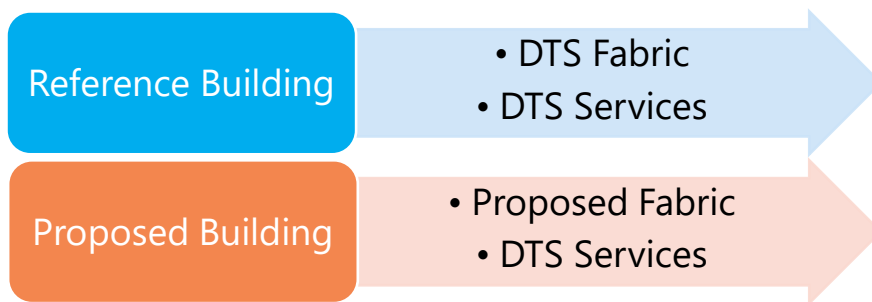 Reference Building
• DTS Fabric
• DTS Services
Proposed Building
• Proposed Fabric
• DTS Services